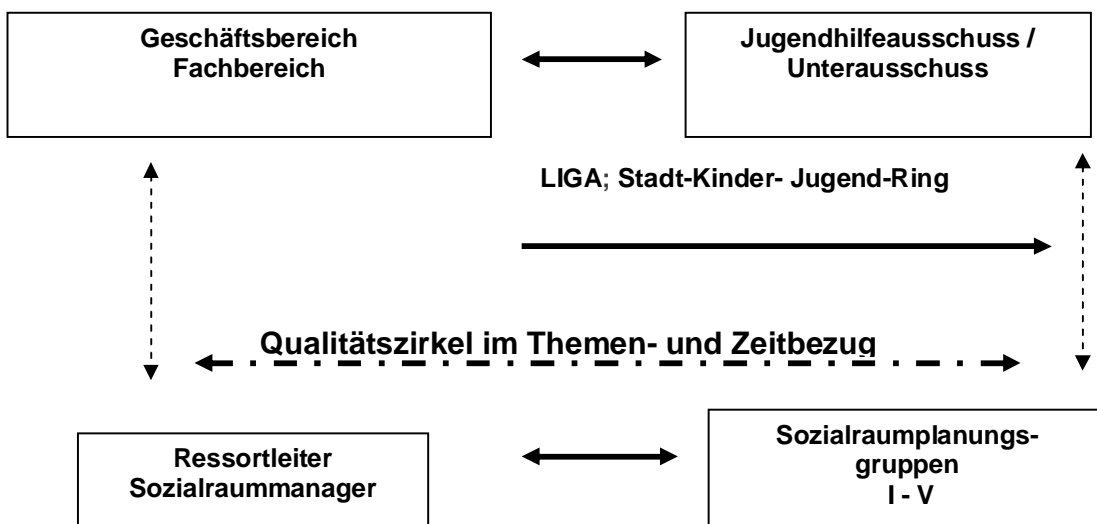 Geschäftsbereich
Fachbereich
Jugendhilfeausschuss /
Unterausschuss
LIGA; Stadt-Kinder- Jugend-Ring
Qualitätszirkel im Themen- und Zeitbezug
Ressortleiter
Sozialraummanager
Sozialraumplanungs-
gruppen
I - V